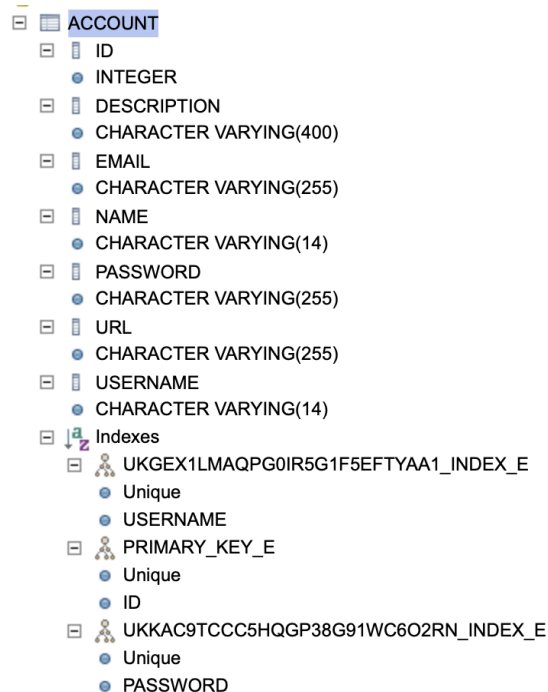 ACCOUNT
ID
INTEGER
DESCRIPTION
CHARACTER VARYING(400)
EMAIL
CHARACTER VARYING(255)
NAME
CHARACTER VARYING(14)
PASSWORD
CHARACTER VARYING(255)
URL
CHARACTER VARYING(255)
USERNAME
CHARACTER VARYING(14)
Indexes
UKGEX1LMAQPG0IR5G1F5EFTYAA1_INDEX_E
Unique
USERNAME
PRIMARY_KEY_E
Unique
ID
UKKAC9TCCC5HQGP38G91WC6O2RN_INDEX_E
Unique
PASSWORD